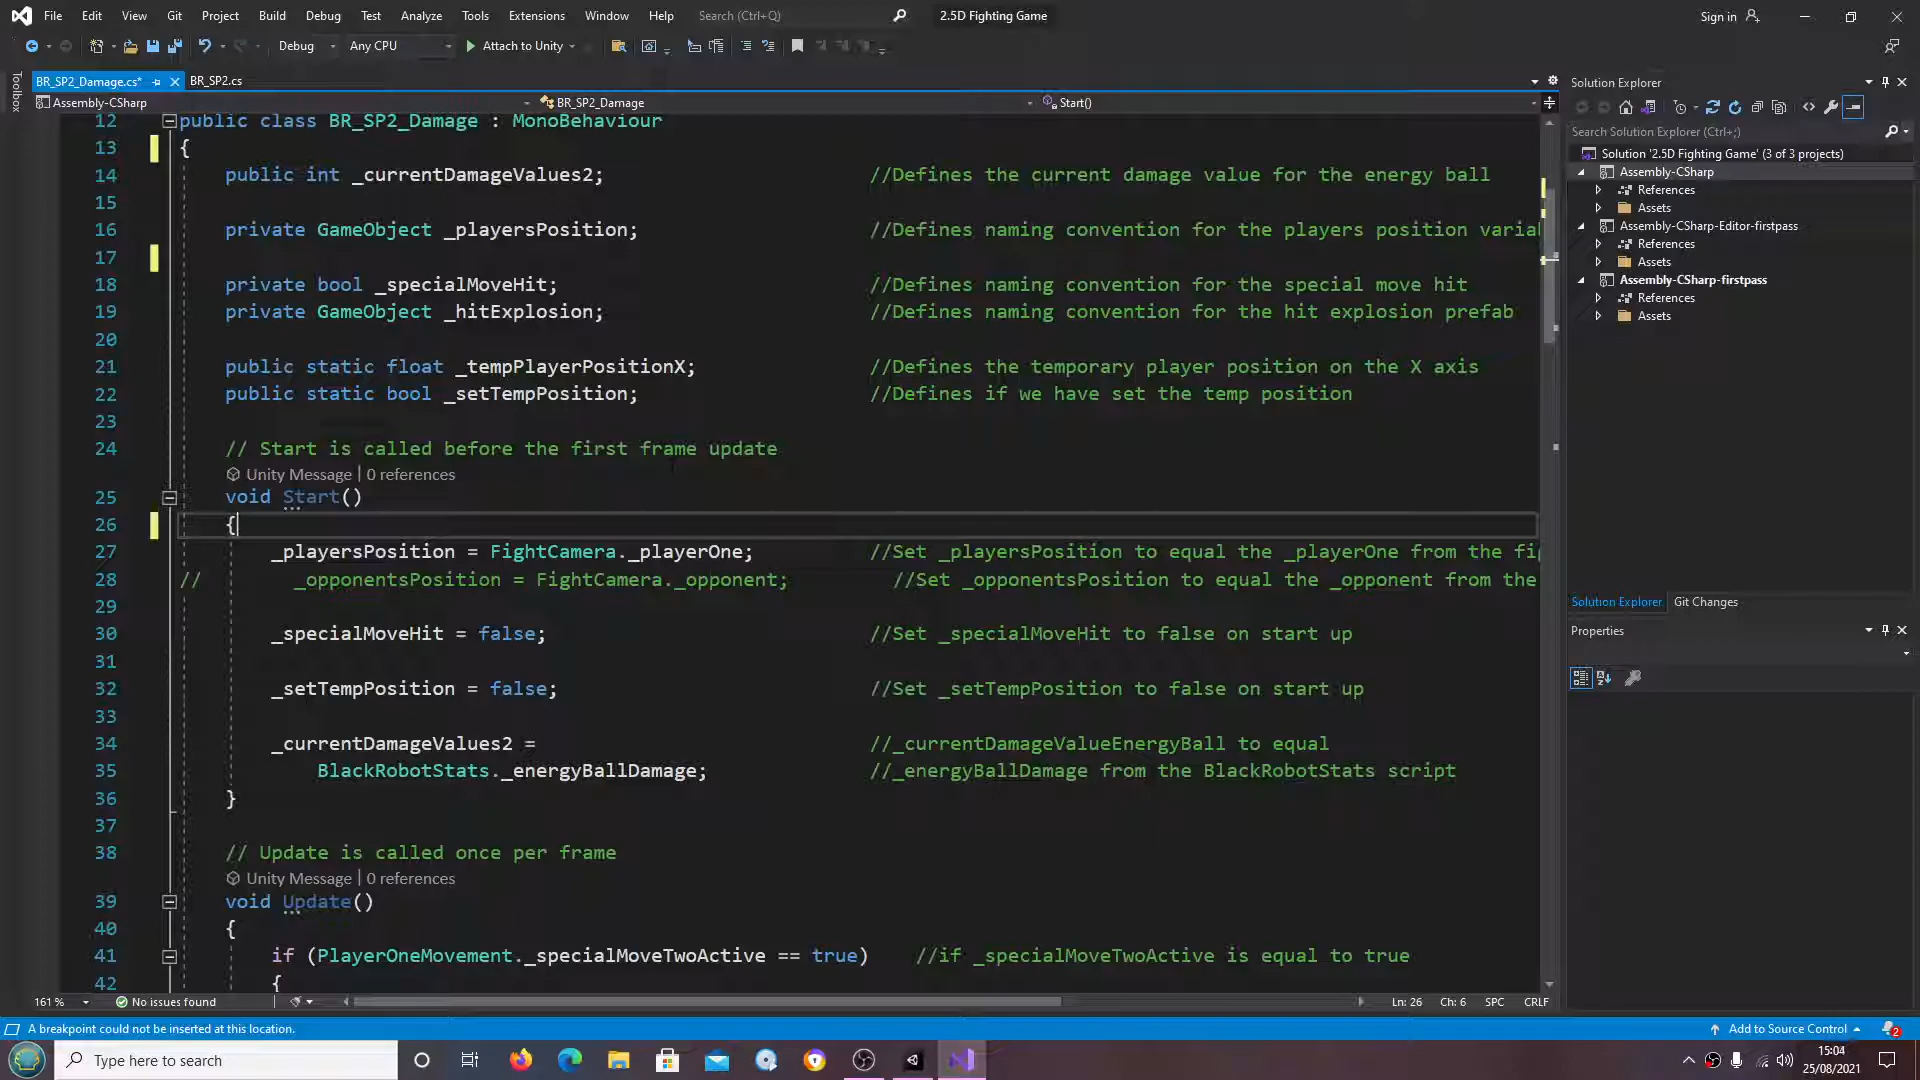 File Edit View Git Project Build Debug Test Analyze Tools Extensions Window Help Search (Ctrl+Q) 2.5D Fighting Game Sign in
Debug Any CPU Attach to Unity
Toolbox
BR_SP2_Damage.cs* BR_SP2.cs
Assembly-CSharp BR_SP2_Damage Start()
12 public class BR_SP2_Damage : MonoBehaviour
13 {
14 public int _currentDamageValues2; //Defines the current damage value for the energy ball
15
16 private GameObject _playersPosition; //Defines naming convention for the players position varia
17
18 private bool _specialMoveHit; //Defines naming convention for the special move hit
19 private GameObject _hitExplosion; //Defines naming convention for the hit explosion prefab
20
21 public static float _tempPlayerPositionX; //Defines the temporary player position on the X axis
22 public static bool _setTempPosition; //Defines if we have set the temp position
23
24 // Start is called before the first frame update
Unity Message | 0 references
25 void Start()
26 {
27 _playersPosition = FightCamera._playerOne; //Set _playersPosition to equal the _playerOne from the fi
28 // _opponentsPosition = FightCamera._opponent; //Set _opponentsPosition to equal the _opponent from the
29
30 _specialMoveHit = false; //Set _specialMoveHit to false on start up
31
32 _setTempPosition = false; //Set _setTempPosition to false on start up
33
34 _currentDamageValues2 = //_currentDamageValueEnergyBall to equal
35 BlackRobotStats._energyBallDamage; //_energyBallDamage from the BlackRobotStats script
36 }
37
38 // Update is called once per frame
Unity Message | 0 references
39 void Update()
40 {
41 if (PlayerOneMovement._specialMoveTwoActive == true) //if _specialMoveTwoActive is equal to true
42 {
161 % No issues found Ln: 26 Ch: 6 SPC CRLF
Solution Explorer
Search Solution Explorer (Ctrl+;)
Solution '2.5D Fighting Game' (3 of 3 projects)
Assembly-CSharp
References
Assets
Assembly-CSharp-Editor-firstpass
References
Assets
Assembly-CSharp-firstpass
References
Assets
Solution Explorer Git Changes
Properties
A breakpoint could not be inserted at this location. Add to Source Control 2
Type here to search
15:04
25/08/2021